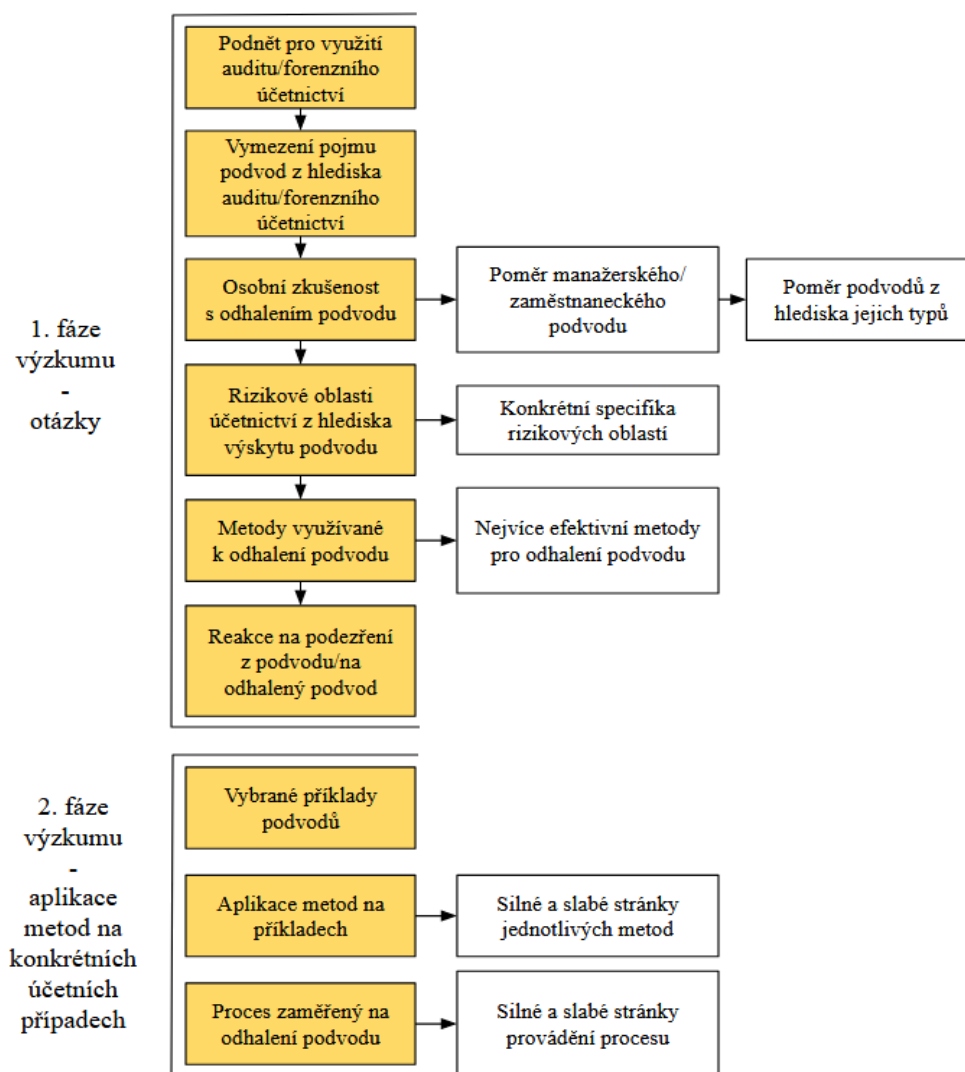 1. fáze
výzkumu
-
otázky
Podnět pro využití
auditu/forenzního
účetnictví
Vymezení pojmu
podvod z hlediska
auditu/forenzního
účetnictví
Osobní zkušenost
s odhalením podvodu
Poměr manažerského/
zaměstnaneckého
podvodu
Poměr podvodů z
hlediska jejich typů
Rizikové oblasti
účetnictví z hlediska
výskytu podvodu
Konkrétní specifika
rizikových oblastí
Metody využívané
k odhalení podvodu
Nejvíce efektivní metody
pro odhalení podvodu
Reakce na podezření
z podvodu/na
odhalený podvod
2. fáze
výzkumu
-
aplikace
metod na
konkrétních
účetních
případech
Vybrané příklady
podvodů
Aplikace metod na
příkladech
Silné a slabé stránky
jednotlivých metod
Proces zaměřený na
odhalení podvodu
Silné a slabé stránky
provádění procesu